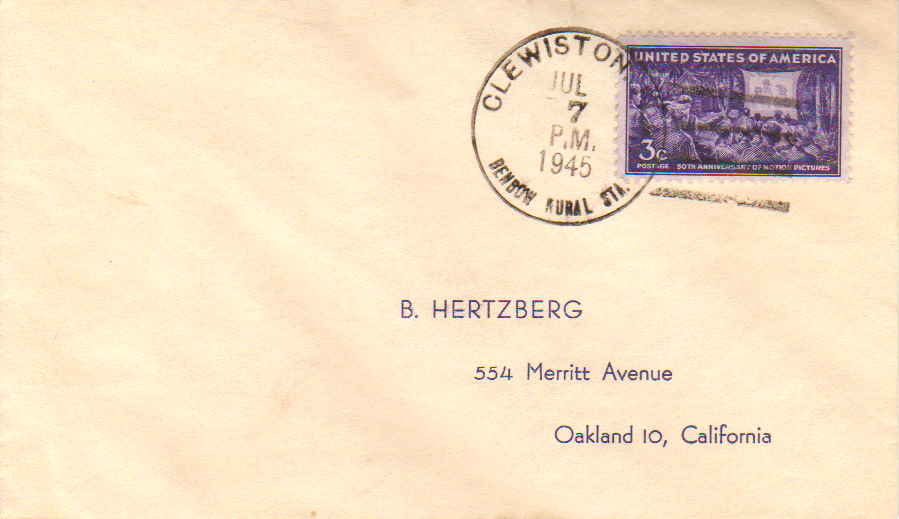 CLEWISTON
JUL
7
P.M.
1945
BENBOW RURAL STA.
UNITED STATES OF AMERICA
3¢
POSTAGE 50TH ANNIVERSARY OF MOTION PICTURES
B. HERTZBERG
554 Merritt Avenue
Oakland 10, California